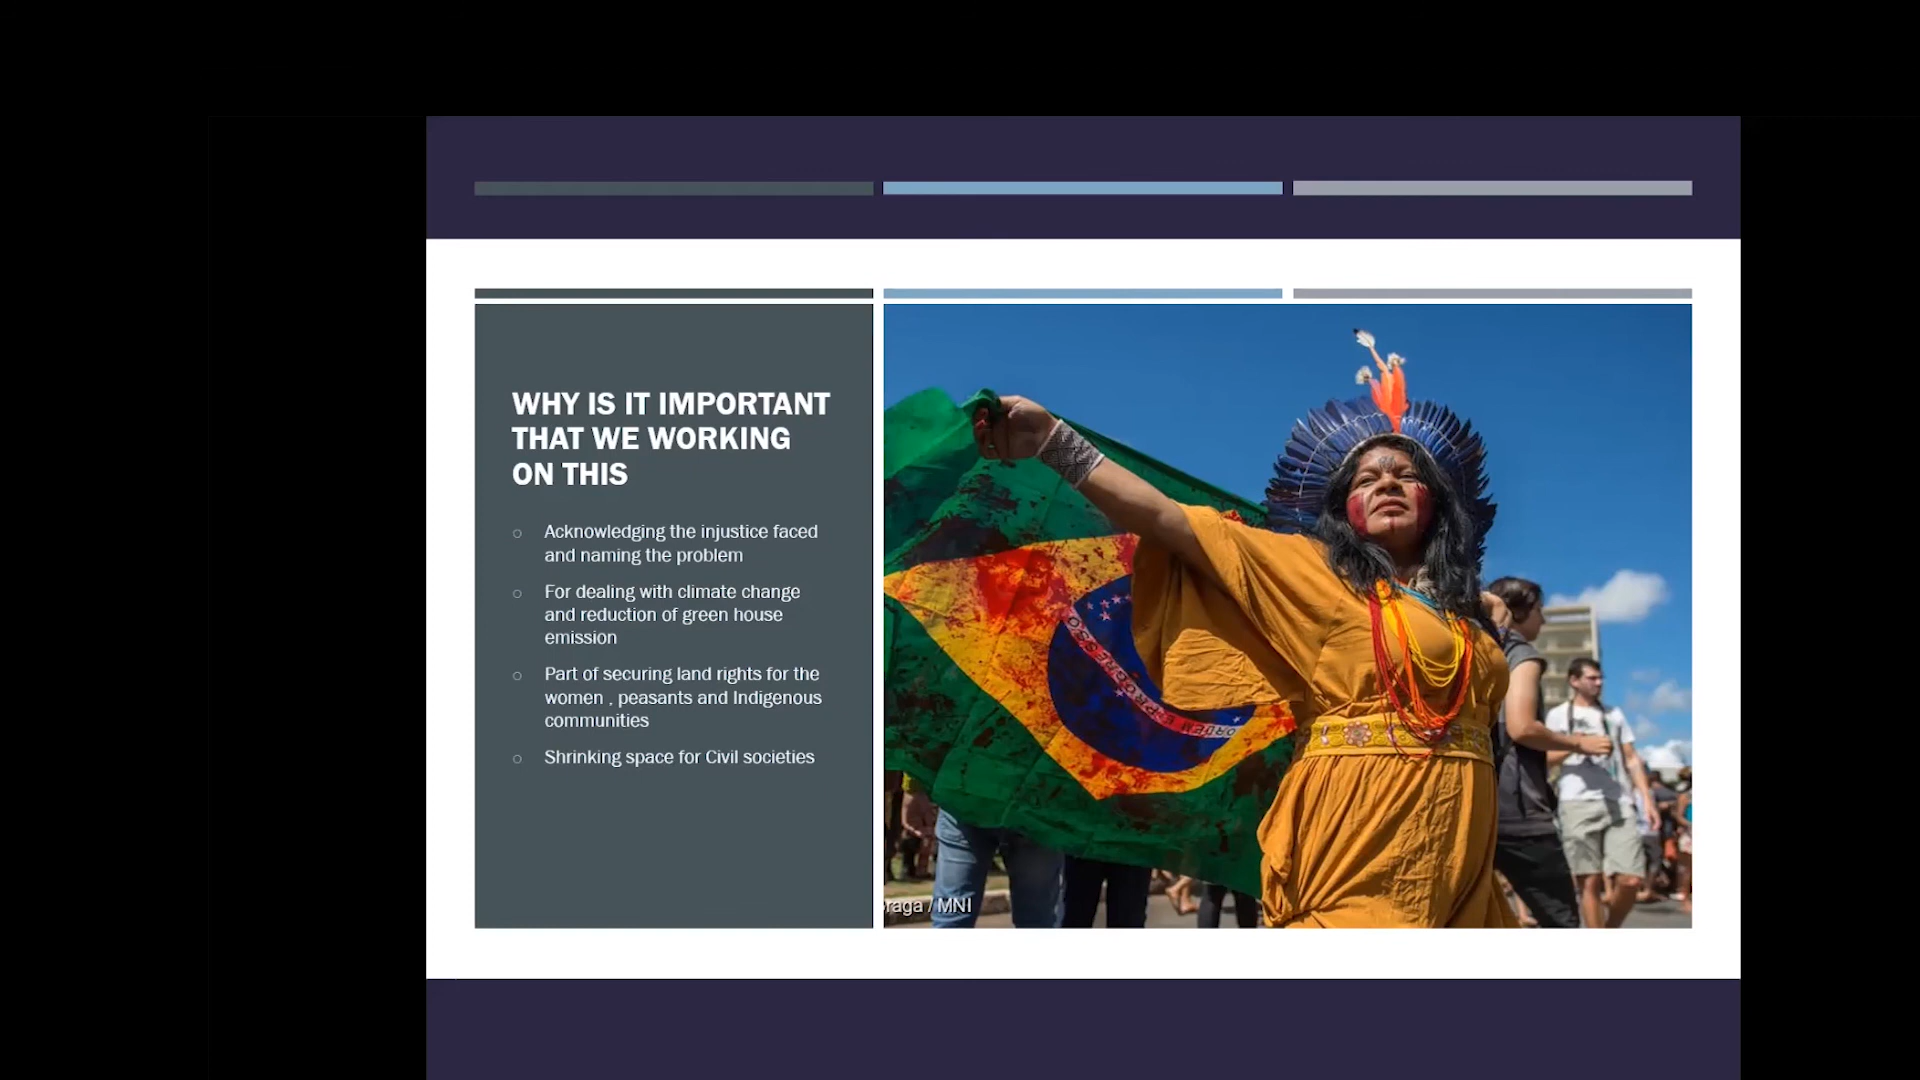 WHY IS IT IMPORTANT
THAT WE WORKING
ON THIS
Acknowledging the injustice faced
and naming the problem
For dealing with climate change
and reduction of green house
emission
Part of securing land rights for the
women , peasants and Indigenous
communities
Shrinking space for Civil societies
ORDEM E PROGRESSO
raga / MNI